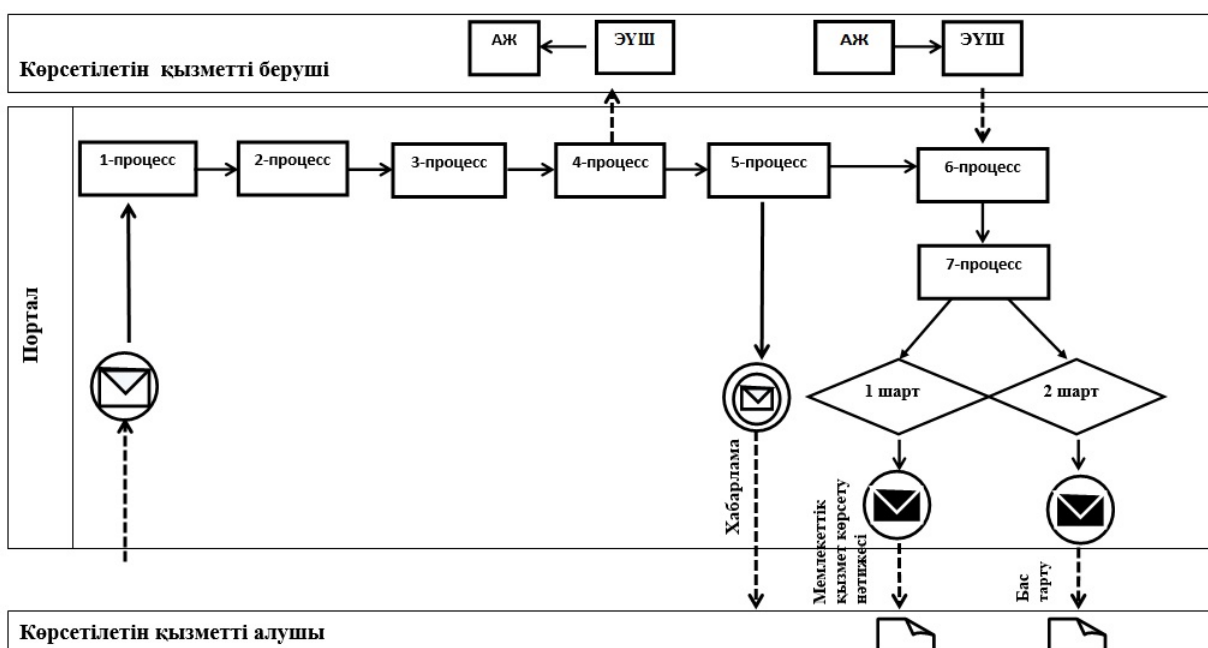 АЖ
ЭҮШ
АЖ
ЭҮШ
Көрсетілетін қызметті беруші
1-процесс
2-процесс
3-процесс
4-процесс
5-процесс
6-процесс
7-процесс
Портал
1 шарт
2 шарт
Хабарлама
Мемлекеттік
қызмет көрсету
нәтижесі
Бас
тарту
Көрсетілетін қызметті алушы